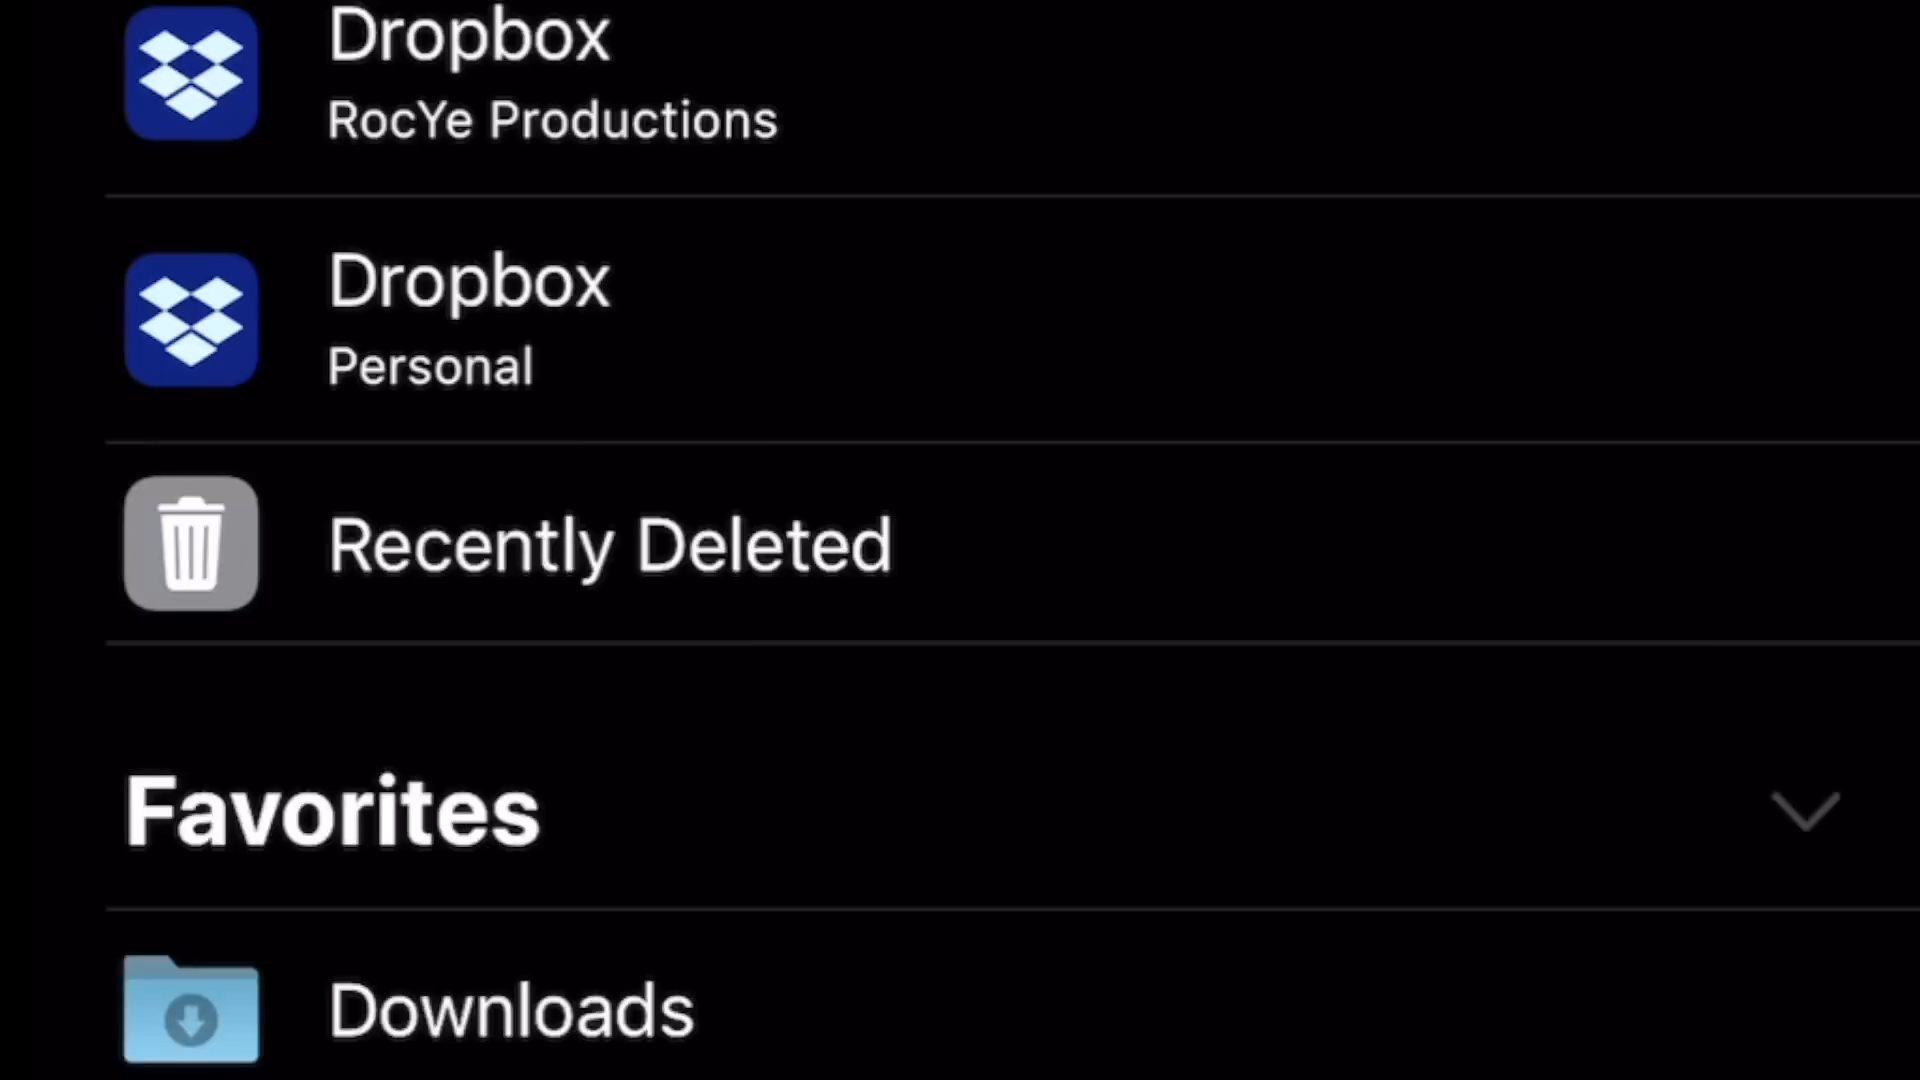 Dropbox
RocYe Productions
Dropbox
Personal
Recently Deleted
Favorites
Downloads